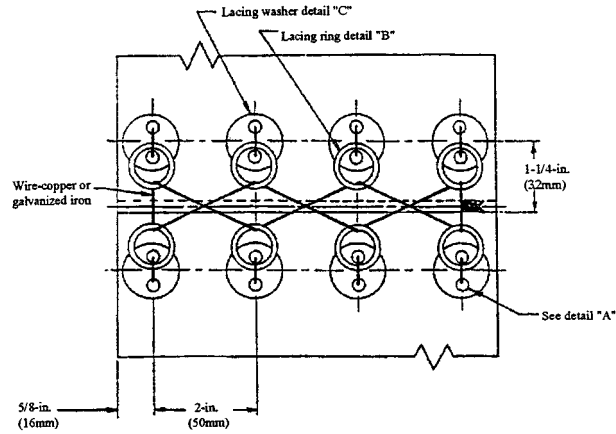 Lacing washer detail "C"
Lacing ring detail "B"
Wire-copper or
galvanized iron
1-1/4-in.
(32mm)
See detail "A"
5/8-in.
(16mm)
2-in.
(50mm)